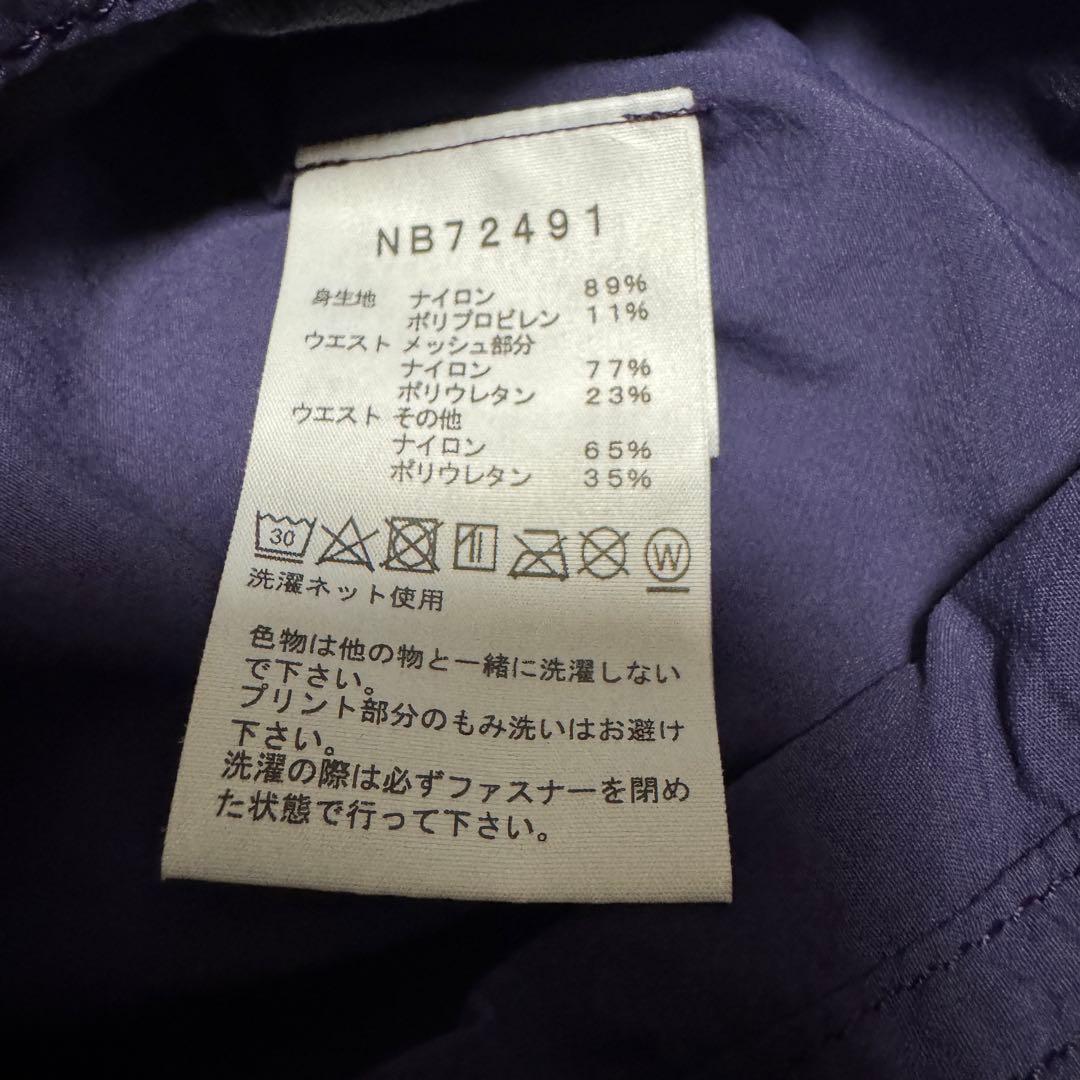 NB72491
身生地 ナイロン 89%
ポリプロピレン 11%
ウエスト メッシュ部分
ナイロン 77%
ポリウレタン 23%
ウエスト その他
ナイロン 65%
ポリウレタン 35%
30 W
洗濯ネット使用
色物は他の物と一緒に洗濯しない
で下さい。
プリント部分のもみ洗いはお避け
下さい。
洗濯の際は必ずファスナーを閉め
た状態で行って下さい。